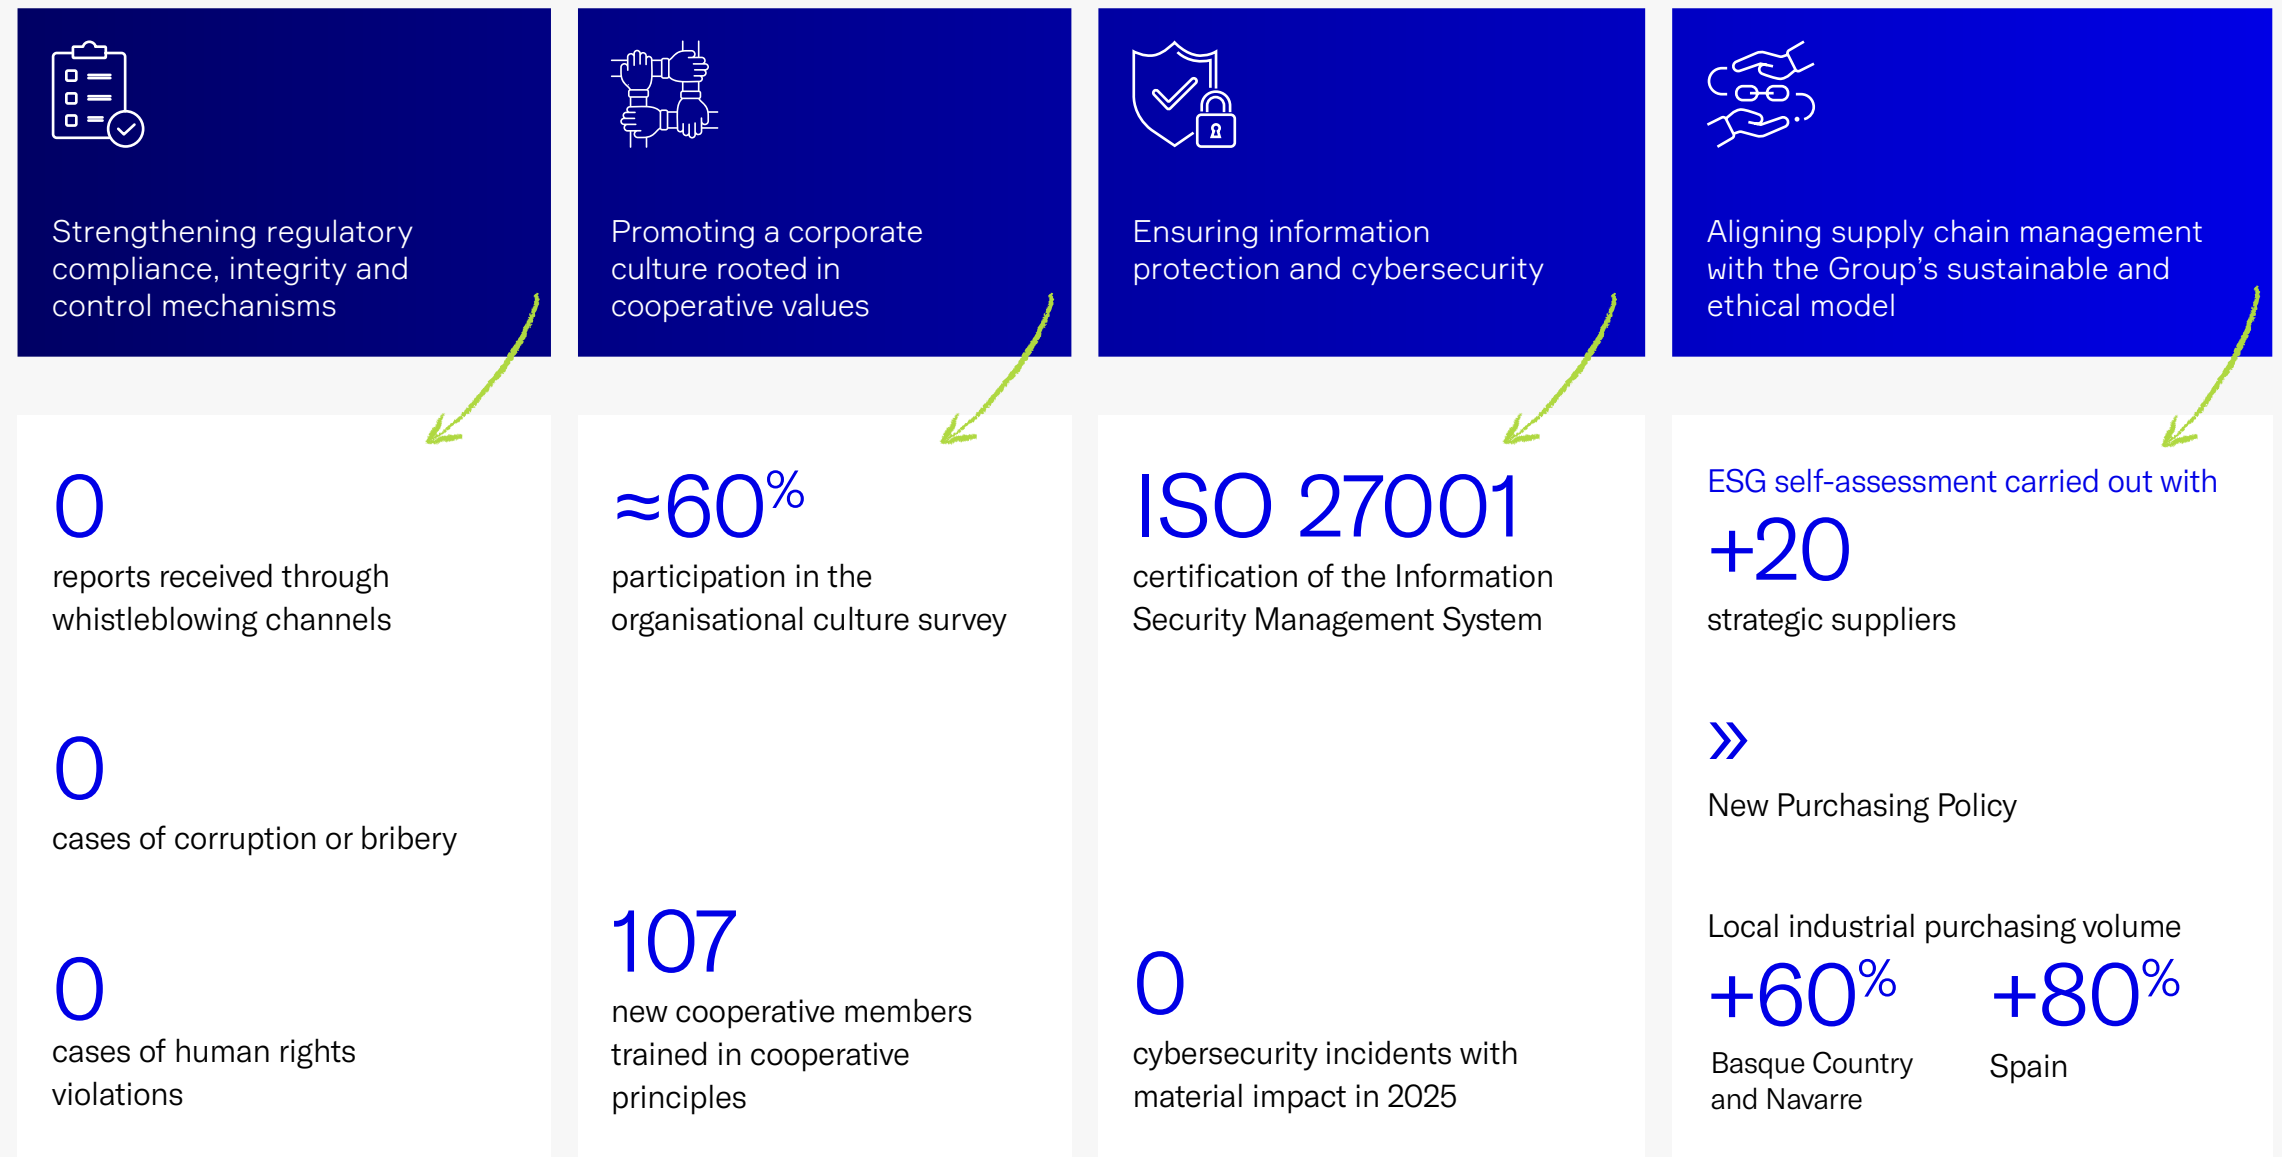 Strengthening regulatory
compliance, integrity and
control mechanisms
0
reports received through
whistleblowing channels
0
cases of corruption or bribery
0
cases of human rights
violations
Promoting a corporate
culture rooted in
cooperative values
≈60%
participation in the
organisational culture survey
107
new cooperative members
trained in cooperative
principles
Ensuring information
protection and cybersecurity
ISO 27001
certification of the Information
Security Management System
0
cybersecurity incidents with
material impact in 2025
Aligning supply chain management
with the Group’s sustainable and
ethical model
ESG self-assessment carried out with
+20
strategic suppliers
»
New Purchasing Policy
Local industrial purchasing volume
+60%
Basque Country
and Navarre
+80%
Spain